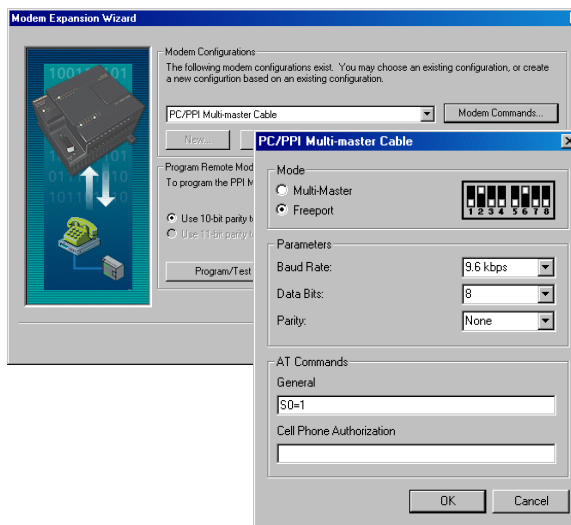 Modem Expansion Wizard
Modem Configurations
The following modem configurations exist. You may choose an existing configuration, or create
a new configurtion based on an existing configuration.
PC/PPI Multi-master Cable
Modem Commands...
New...
Program Remote Mod
To program the PPI M
Use 10-bit parity t
Use 11-bit parity t
Program/Test
PC/PPI Multi-master Cable
Mode
Multi-Master
Freeport
1 2 3 4 5 6 7 8
Parameters
Baud Rate:
9.6 kbps
Data Bits:
8
Parity:
None
AT Commands
General
S0=1
Cell Phone Authorization
OK
Cancel